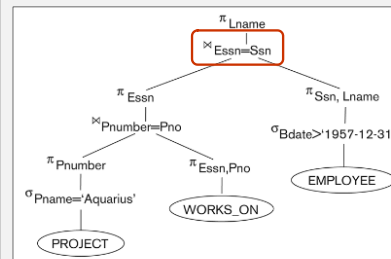 π Lname
⋈ Essn=Ssn
π Essn
π Ssn, Lname
⋈ Pnumber=Pno
σ Bdate>'1957-12-31
π Pnumber
π Essn,Pno
EMPLOYEE
σ Pname='Aquarius'
WORKS_ON
PROJECT